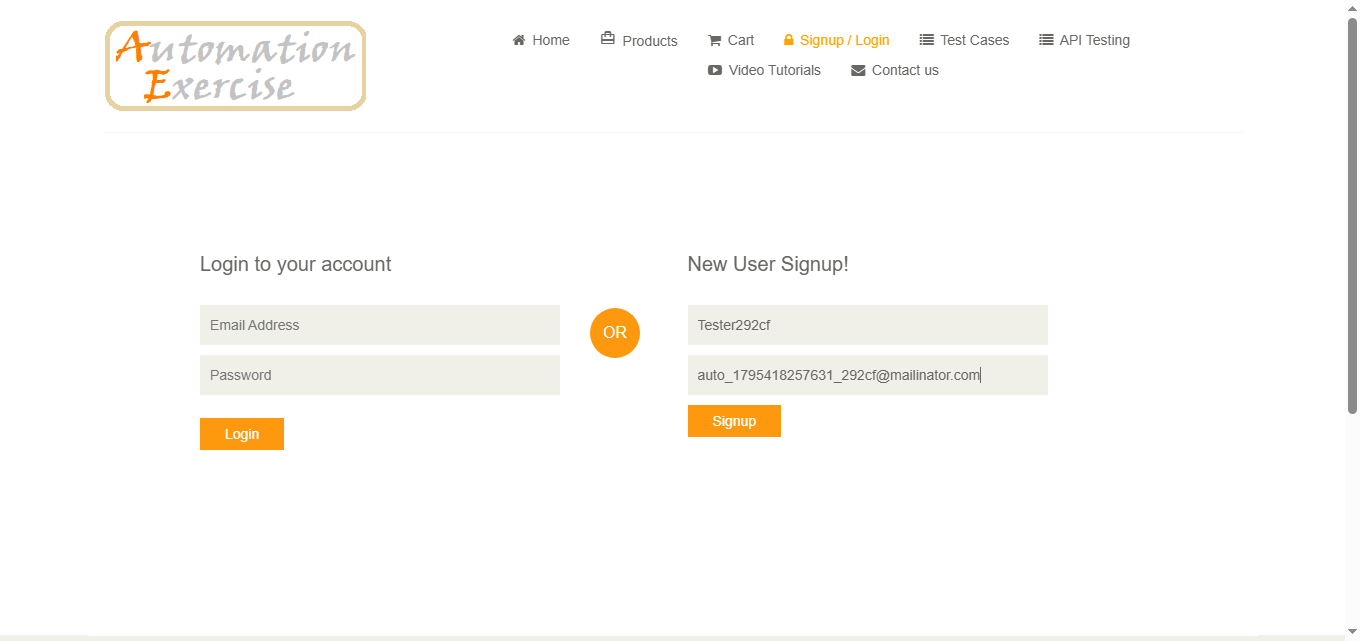 Automation
Exercise
Home Products Cart Signup / Login Test Cases API Testing
Video Tutorials Contact us
Login to your account
Email Address
Password
Login
OR
New User Signup!
Tester292cf
auto_1795418257631_292cf@mailinator.com
Signup